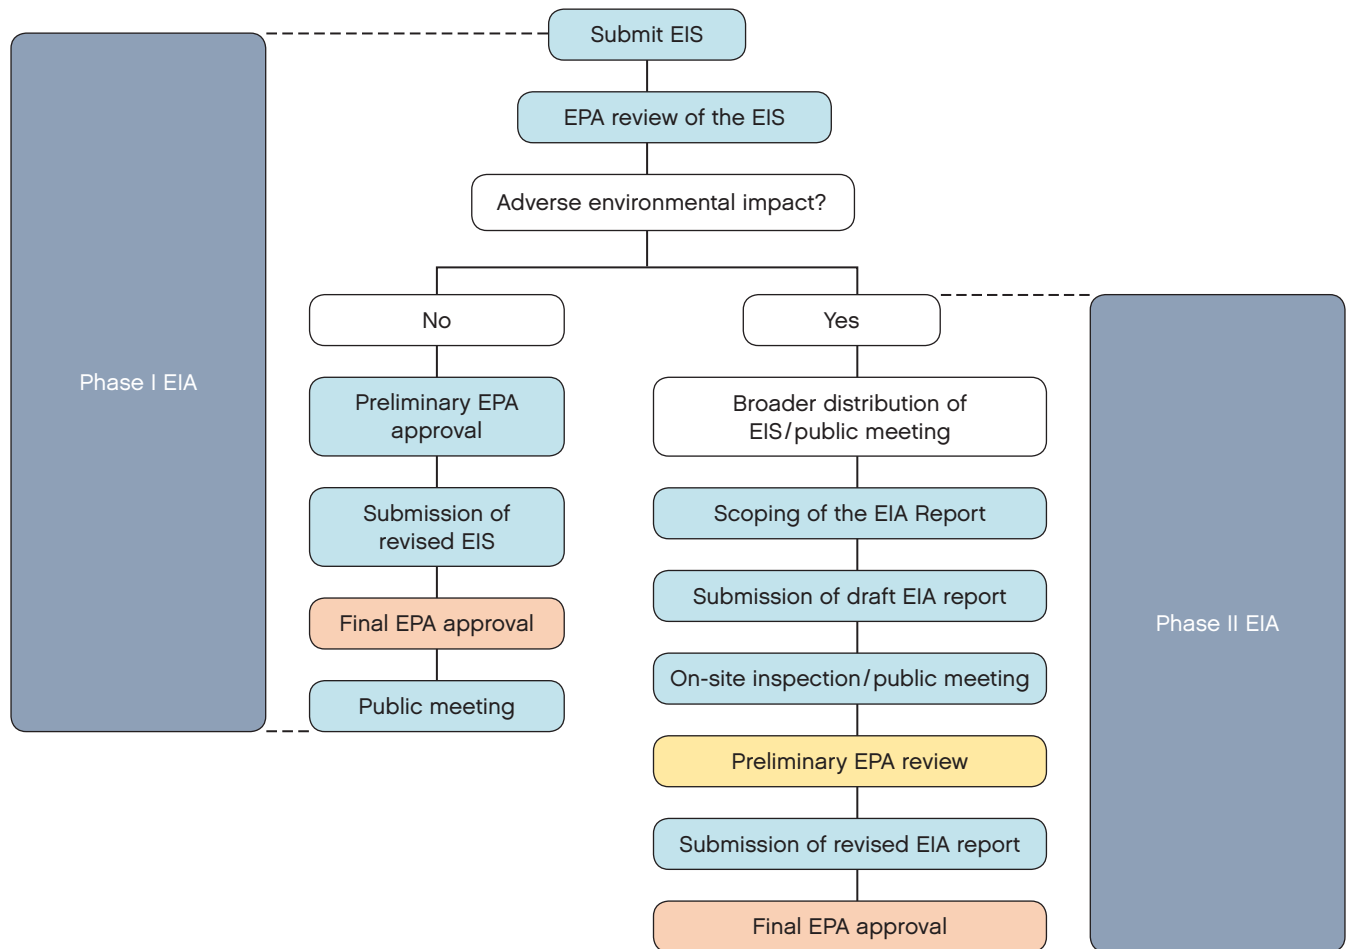 Submit EIS
EPA review of the EIS
Adverse environmental impact?
No
Yes
Phase I EIA
Preliminary EPA
approval
Broader distribution of
EIS/public meeting
Submission of
revised EIS
Scoping of the EIA Report
Submission of draft EIA report
Final EPA approval
Phase II EIA
On-site inspection/public meeting
Public meeting
Preliminary EPA review
Submission of revised EIA report
Final EPA approval